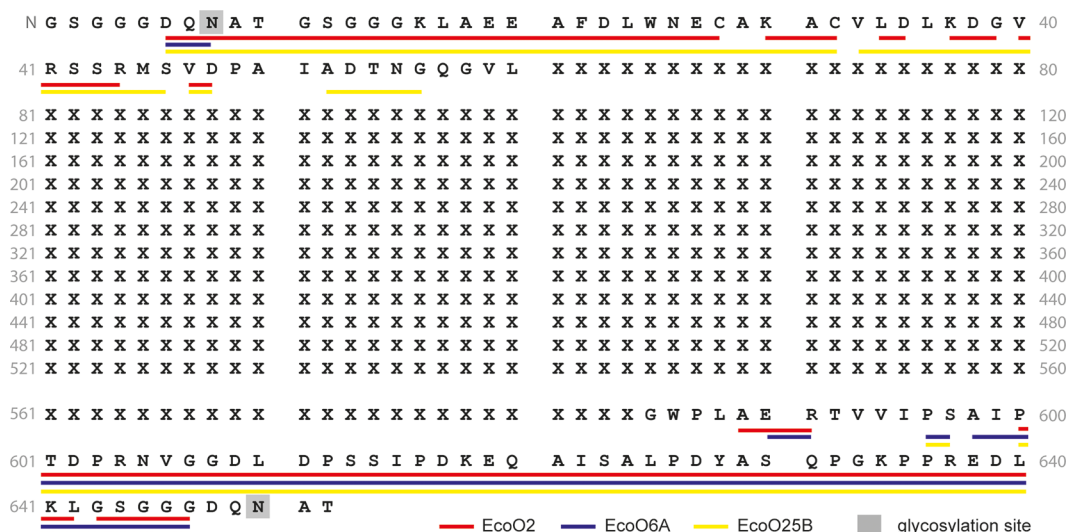 N G S G G G D Q N A T G S G G G K L A E E A F D L W N E C A K A C V L D L K D G V 40
41 R S S R M S V D P A I A D T N G Q G V L X X X X X X X X X X X X X X X X X X X X 80
81 X X X X X X X X X X X X X X X X X X X X X X X X X X X X X X X X X X X X X X X X 120
121 X X X X X X X X X X X X X X X X X X X X X X X X X X X X X X X X X X X X X X X X 160
161 X X X X X X X X X X X X X X X X X X X X X X X X X X X X X X X X X X X X X X X X 200
201 X X X X X X X X X X X X X X X X X X X X X X X X X X X X X X X X X X X X X X X X 240
241 X X X X X X X X X X X X X X X X X X X X X X X X X X X X X X X X X X X X X X X X 280
281 X X X X X X X X X X X X X X X X X X X X X X X X X X X X X X X X X X X X X X X X 320
321 X X X X X X X X X X X X X X X X X X X X X X X X X X X X X X X X X X X X X X X X 360
361 X X X X X X X X X X X X X X X X X X X X X X X X X X X X X X X X X X X X X X X X 400
401 X X X X X X X X X X X X X X X X X X X X X X X X X X X X X X X X X X X X X X X X 440
441 X X X X X X X X X X X X X X X X X X X X X X X X X X X X X X X X X X X X X X X X 480
481 X X X X X X X X X X X X X X X X X X X X X X X X X X X X X X X X X X X X X X X X 520
521 X X X X X X X X X X X X X X X X X X X X X X X X X X X X X X X X X X X X X X X X 560
561 X X X X X X X X X X X X X X X X X X X X X X X X G W P L A E R T V V I P S A I P 600
601 T D P R N V G G D L D P S S I P D K E Q A I S A L P D Y A S Q P G K P P R E D L 640
641 K L G S G G G D Q N A T
EcoO2 EcoO6A EcoO25B glycosylation site